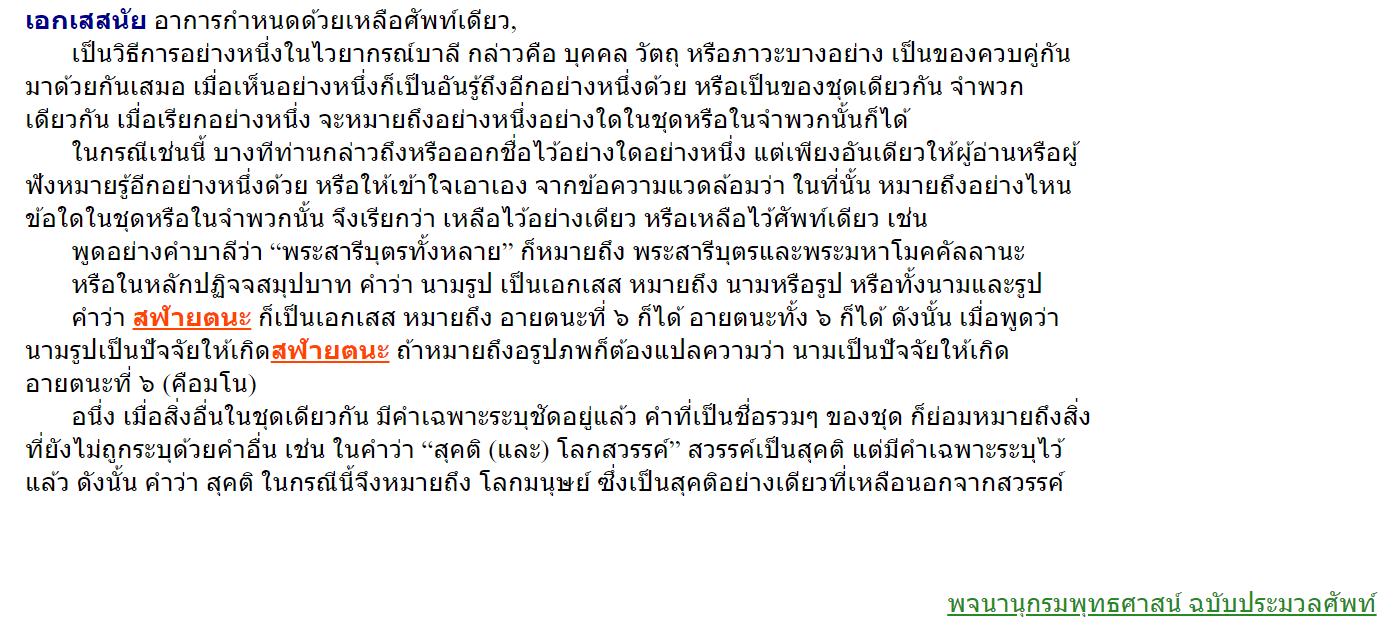 เอกเสสนัย อาการกำหนดด้วยเหลือศัพท์เดียว,
เป็นวิธีการอย่างหนึ่งในไวยากรณ์บาลี กล่าวคือ บุคคล วัตถุ หรือภาวะบางอย่าง เป็นของควบคู่กัน
มาด้วยกันเสมอ เมื่อเห็นอย่างหนึ่งก็เป็นอันรู้ถึงอีกอย่างหนึ่งด้วย หรือเป็นของชุดเดียวกัน จำพวก
เดียวกัน เมื่อเรียกอย่างหนึ่ง จะหมายถึงอย่างหนึ่งอย่างใดในชุดหรือในจำพวกนั้นก็ได้
ในกรณีเช่นนี้ บางทีท่านกล่าวถึงหรือออกชื่อไว้อย่างใดอย่างหนึ่ง แต่เพียงอันเดียวให้ผู้อ่านหรือผู้
ฟังหมายรู้อีกอย่างหนึ่งด้วย หรือให้เข้าใจเอาเอง จากข้อความแวดล้อมว่า ในที่นั้น หมายถึงอย่างไหน
ข้อใดในชุดหรือในจำพวกนั้น จึงเรียกว่า เหลือไว้อย่างเดียว หรือเหลือไว้ศัพท์เดียว เช่น
พูดอย่างคำบาลีว่า “พระสารีบุตรทั้งหลาย” ก็หมายถึง พระสารีบุตรและพระมหาโมคคัลลานะ
หรือในหลักปฏิจจสมุปบาท คำว่า นามรูป เป็นเอกเสส หมายถึง นามหรือรูป หรือทั้งนามและรูป
คำว่า สฬายตนะ ก็เป็นเอกเสส หมายถึง อายตนะที่ ๖ ก็ได้ อายตนะทั้ง ๖ ก็ได้ ดังนั้น เมื่อพูดว่า
นามรูปเป็นปัจจัยให้เกิดสฬายตนะ ถ้าหมายถึงอรูปภพก็ต้องแปลความว่า นามเป็นปัจจัยให้เกิด
อายตนะที่ ๖ (คือมโน)
อนึ่ง เมื่อสิ่งอื่นในชุดเดียวกัน มีคำเฉพาะระบุชัดอยู่แล้ว คำที่เป็นชื่อรวมๆ ของชุด ก็ย่อมหมายถึงสิ่ง
ที่ยังไม่ถูกระบุด้วยคำอื่น เช่น ในคำว่า “สุคติ (และ) โลกสวรรค์” สวรรค์เป็นสุคติ แต่มีคำเฉพาะระบุไว้
แล้ว ดังนั้น คำว่า สุคติ ในกรณีนี้จึงหมายถึง โลกมนุษย์ ซึ่งเป็นสุคติอย่างเดียวที่เหลือนอกจากสวรรค์
พจนานุกรมพุทธศาสน์ ฉบับประมวลศัพท์